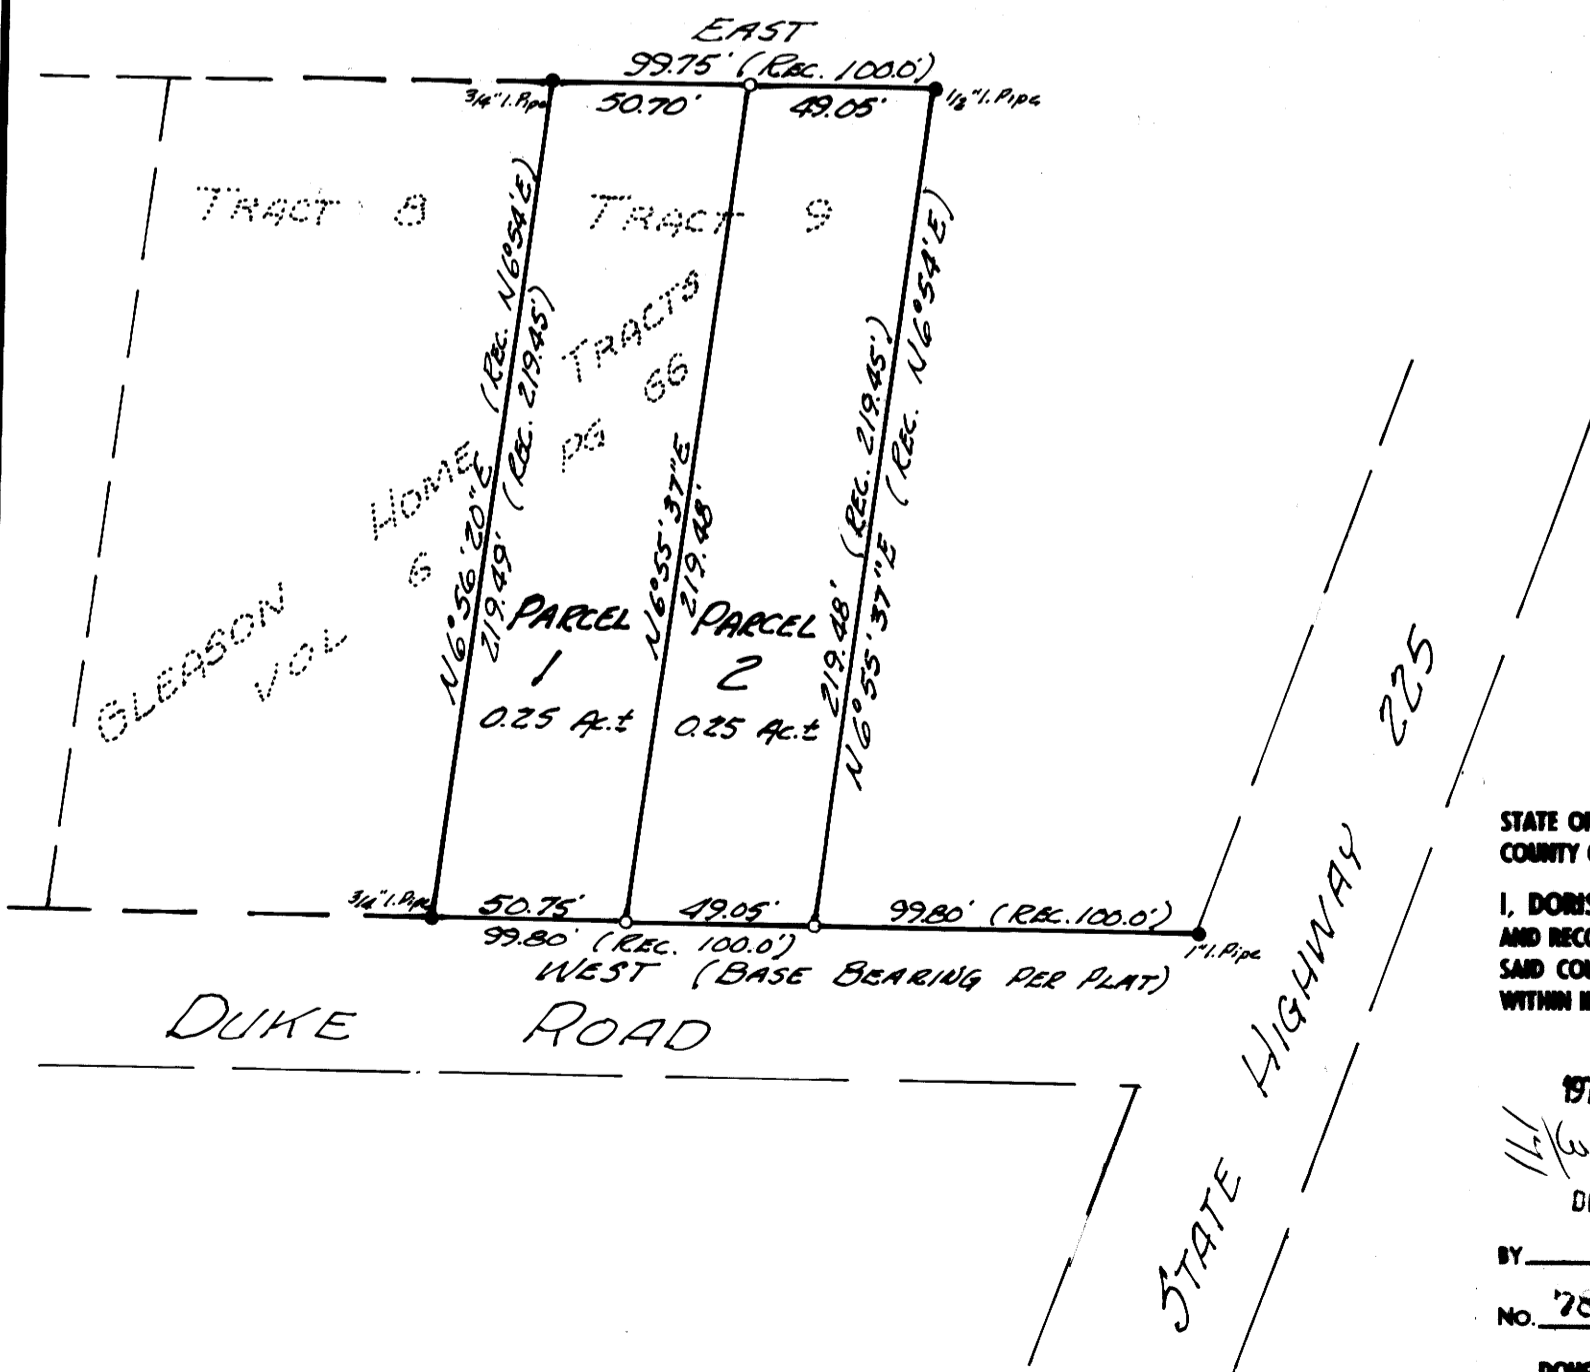 EAST
99.75' (REC. 100.0')
3/4" I.Pipe
50.70'
49.05'
1/2" I.Pipe
TRACT 8
TRACT 9
N6°56'20"E (REC. N6°54'E)
219.49' (REC. 219.45')
N6°55'37"E
219.48'
219.48' (REC. 219.45')
N6°55'37"E (REC. N6°54'E)
GLEASON HOME TRACTS
VOL 6 PG 66
PARCEL
1
0.25 Ac.±
PARCEL
2
0.25 Ac.±
3/4" I.Pipe
50.75'
49.05'
99.80' (REC. 100.0')
99.80' (REC. 100.0')
1" I.Pipe
WEST (BASE BEARING PER PLAT)
DUKE ROAD
STATE HIGHWAY 225
STATE
COUNTY
I, DORIS
AND RECO
SAID COU
WITHIN
197
BY
No. 78